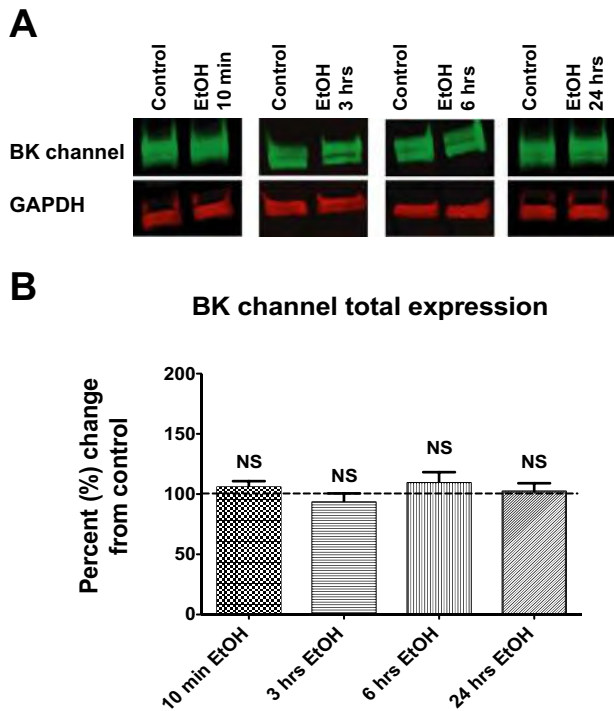 A
Control
EtOH
10 min
Control
EtOH
3 hrs
Control
EtOH
6 hrs
Control
EtOH
24 hrs
BK channel
GAPDH
B
BK channel total expression
Percent (%) change
from control
200
150
100
50
0
NS
NS
NS
NS
10 min EtOH
3 hrs EtOH
6 hrs EtOH
24 hrs EtOH